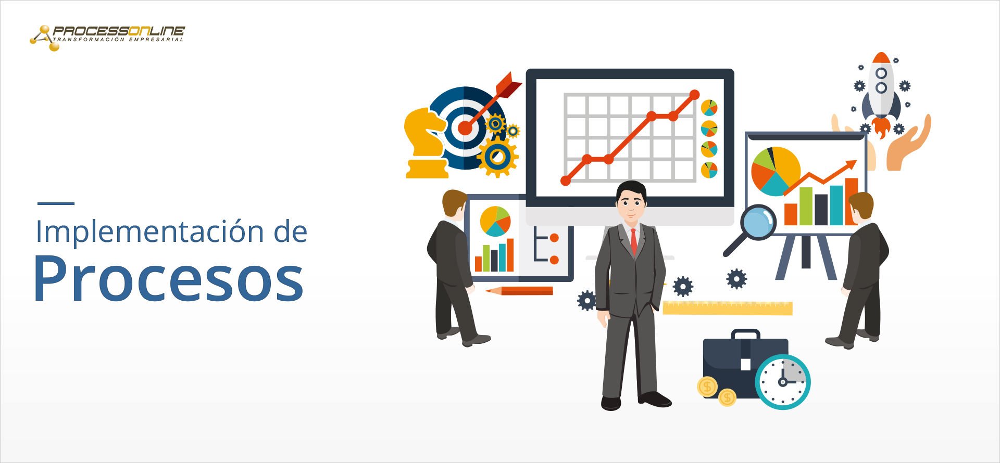 PROCESSONLINE
TRANSFORMACIÓN EMPRESARIAL
Implementación de
Procesos
$
$